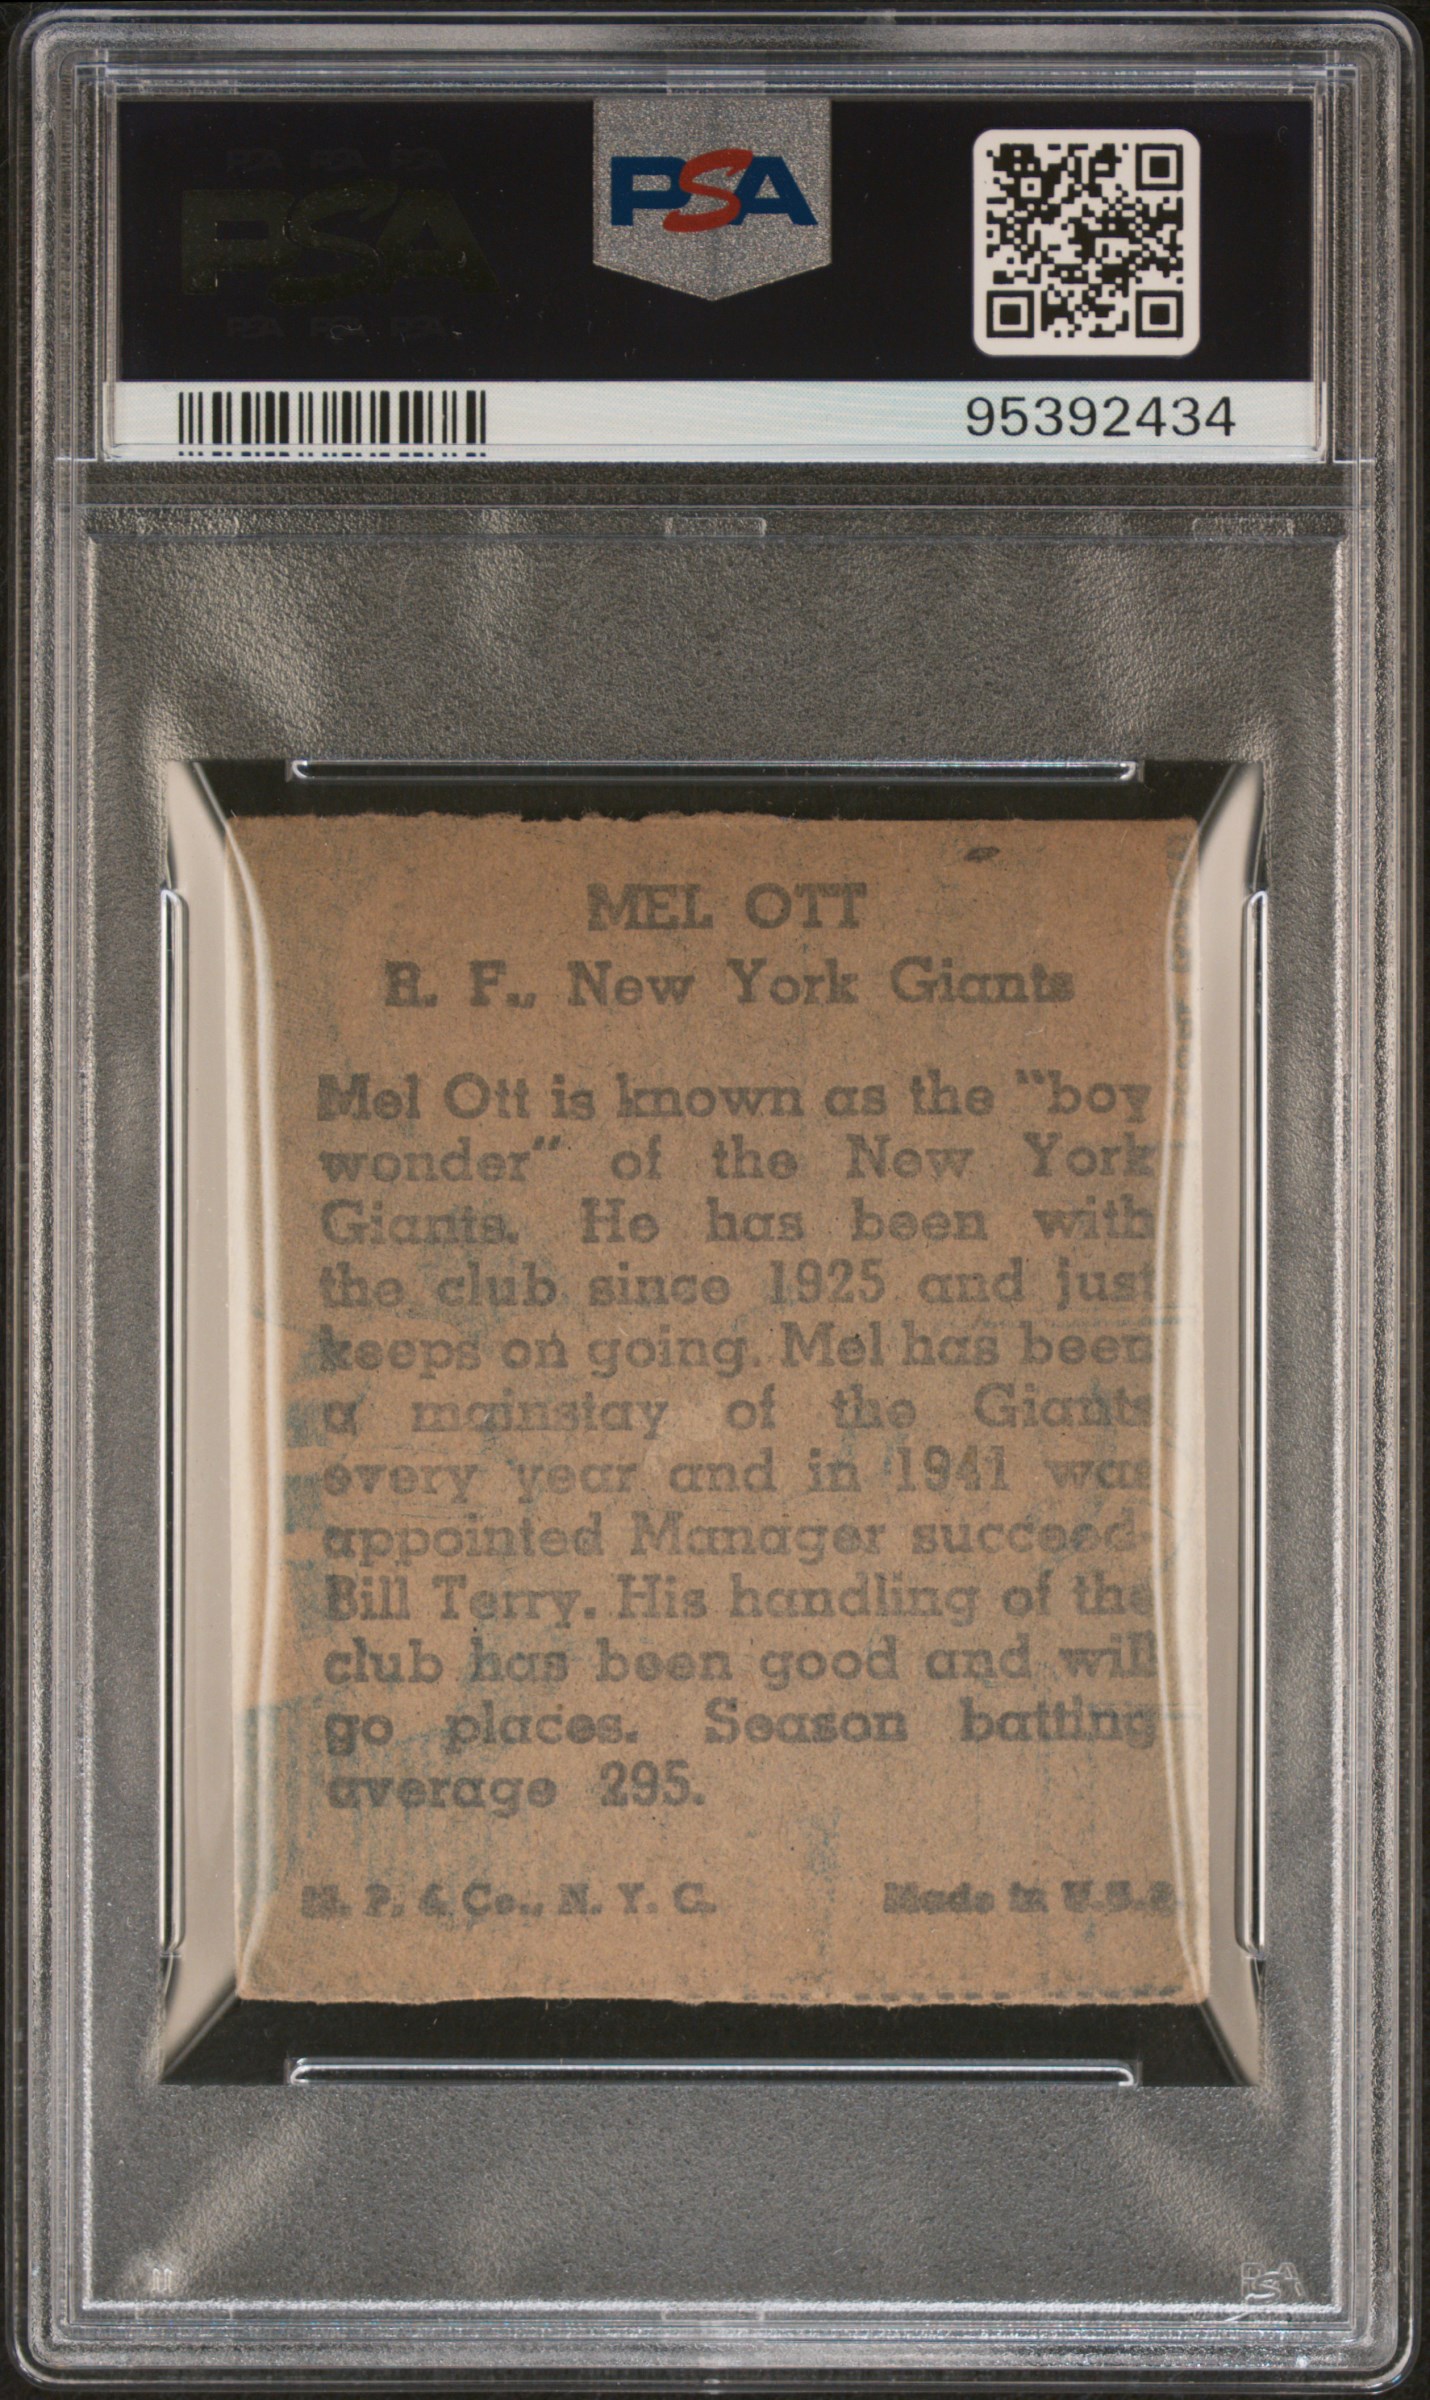 PSA
PSA
95392434
MEL OTT
R. F., New York Giants
Mel Ott is known as the "boy
wonder" of the New York
Giants. He has been with
the club since 1925 and just
keeps on going. Mel has been
a mainstay of the Giants
every year and in 1941 was
appointed Manager succeed-
Bill Terry. His handling of the
club has been good and will
go places. Season batting
average 295.
M. P. & Co., N. Y. C. Made in U.S.A.
PSA